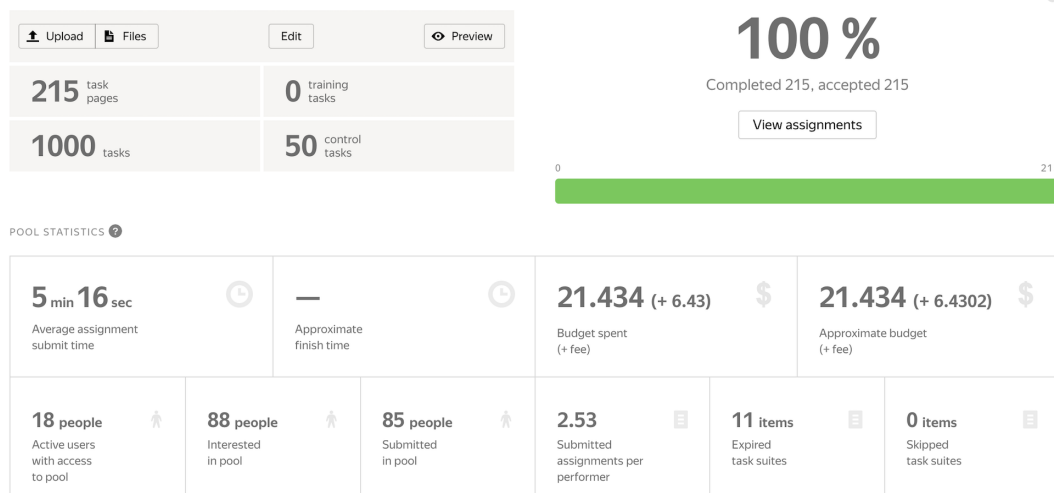 Upload
Files
Edit
Preview
215 task pages
0 training tasks
1000 tasks
50 control tasks
100 %
Completed 215, accepted 215
View assignments
0
21
POOL STATISTICS ?
5 min 16 sec
Average assignment
submit time
—
Approximate
finish time
21.434 (+ 6.43)
$
Budget spent
(+ fee)
21.434 (+ 6.4302)
$
Approximate budget
(+ fee)
18 people
Active users
with access
to pool
88 people
Interested
in pool
85 people
Submitted
in pool
2.53
Submitted
assignments per
performer
11 items
Expired
task suites
0 items
Skipped
task suites